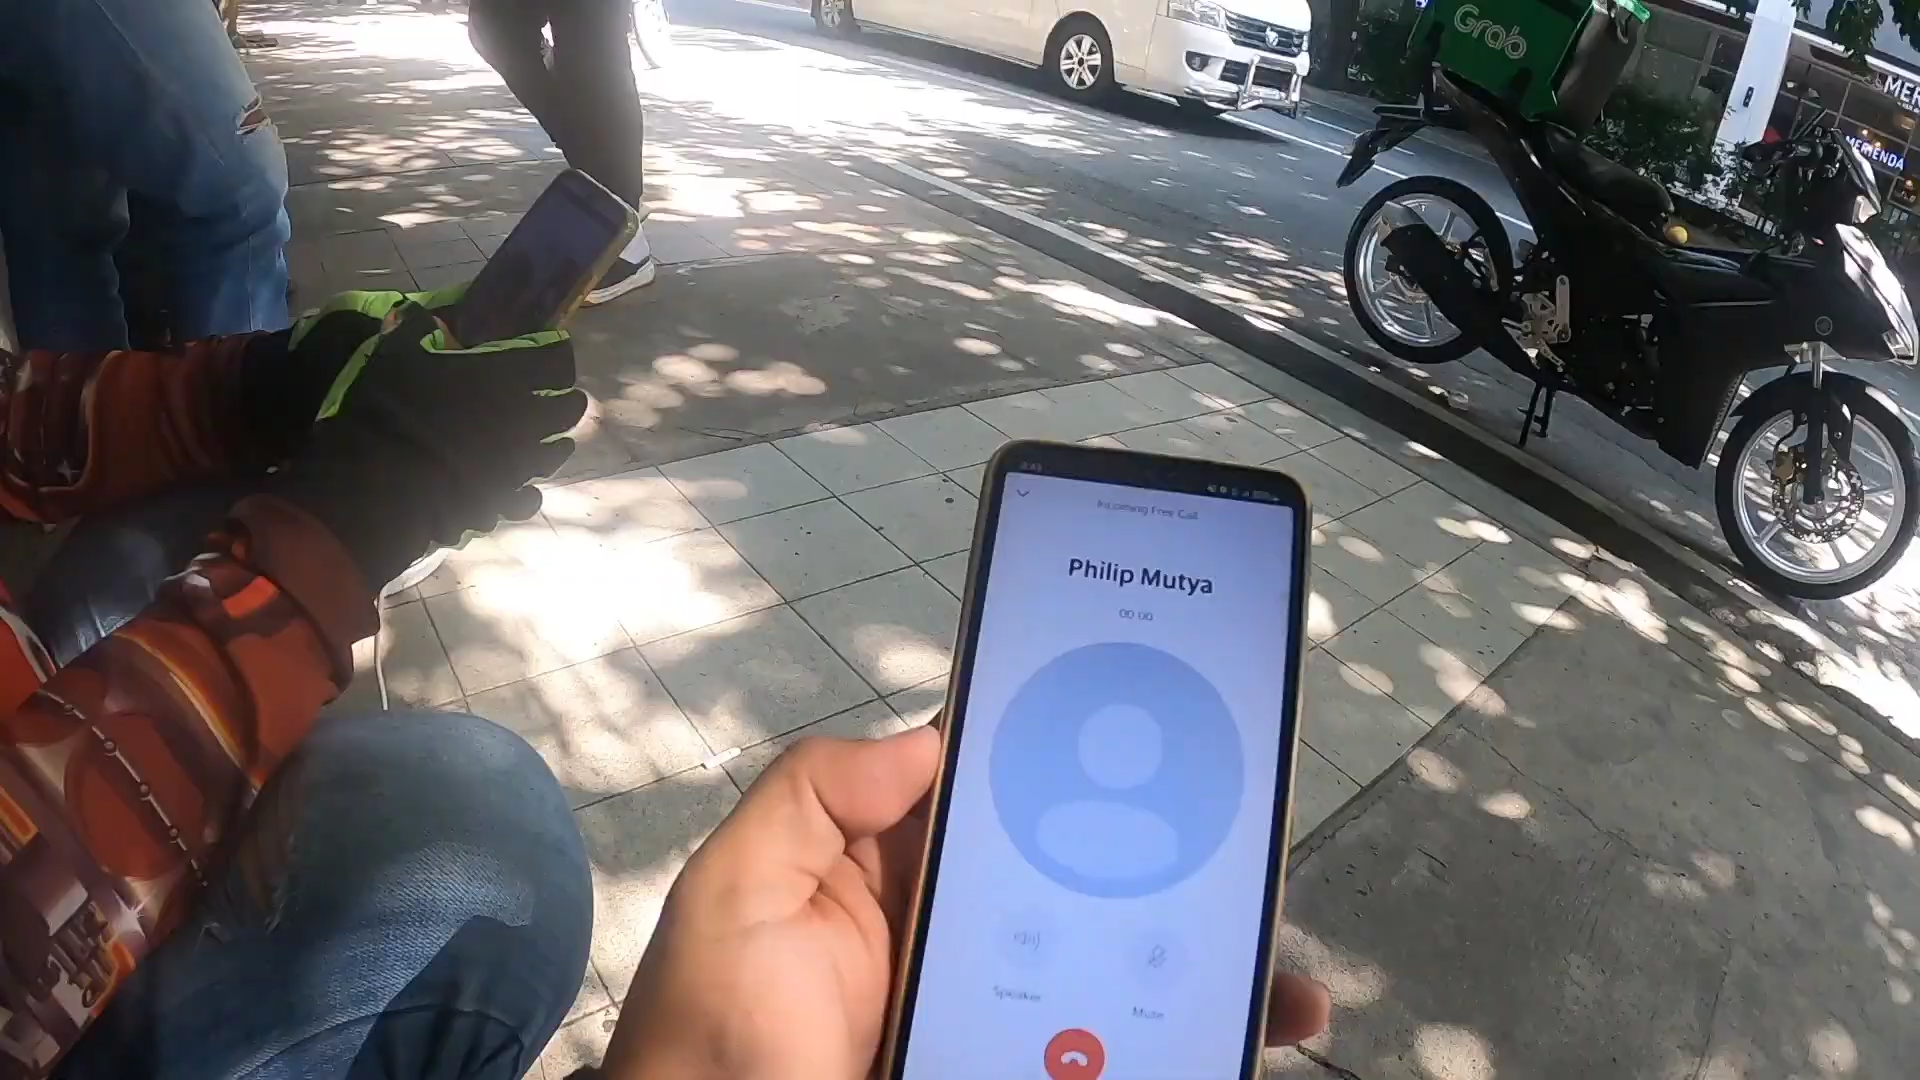 Grab
MERIENDA
Incoming Free Call
Philip Mutya
00:00
Speaker
Mute